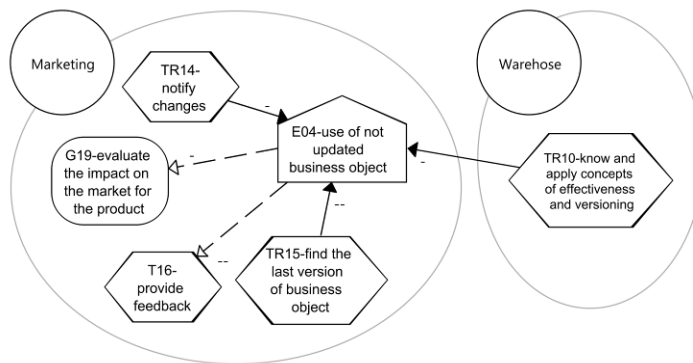 Marketing
TR14-
notify
changes
-
E04-use of not
updated
business object
-
G19-evaluate
the impact on
the market for
the product
--
T16-
provide
feedback
--
TR15-find the
last version
of business
object
Warehose
-
TR10-know and
apply concepts
of effectiveness
and versioning